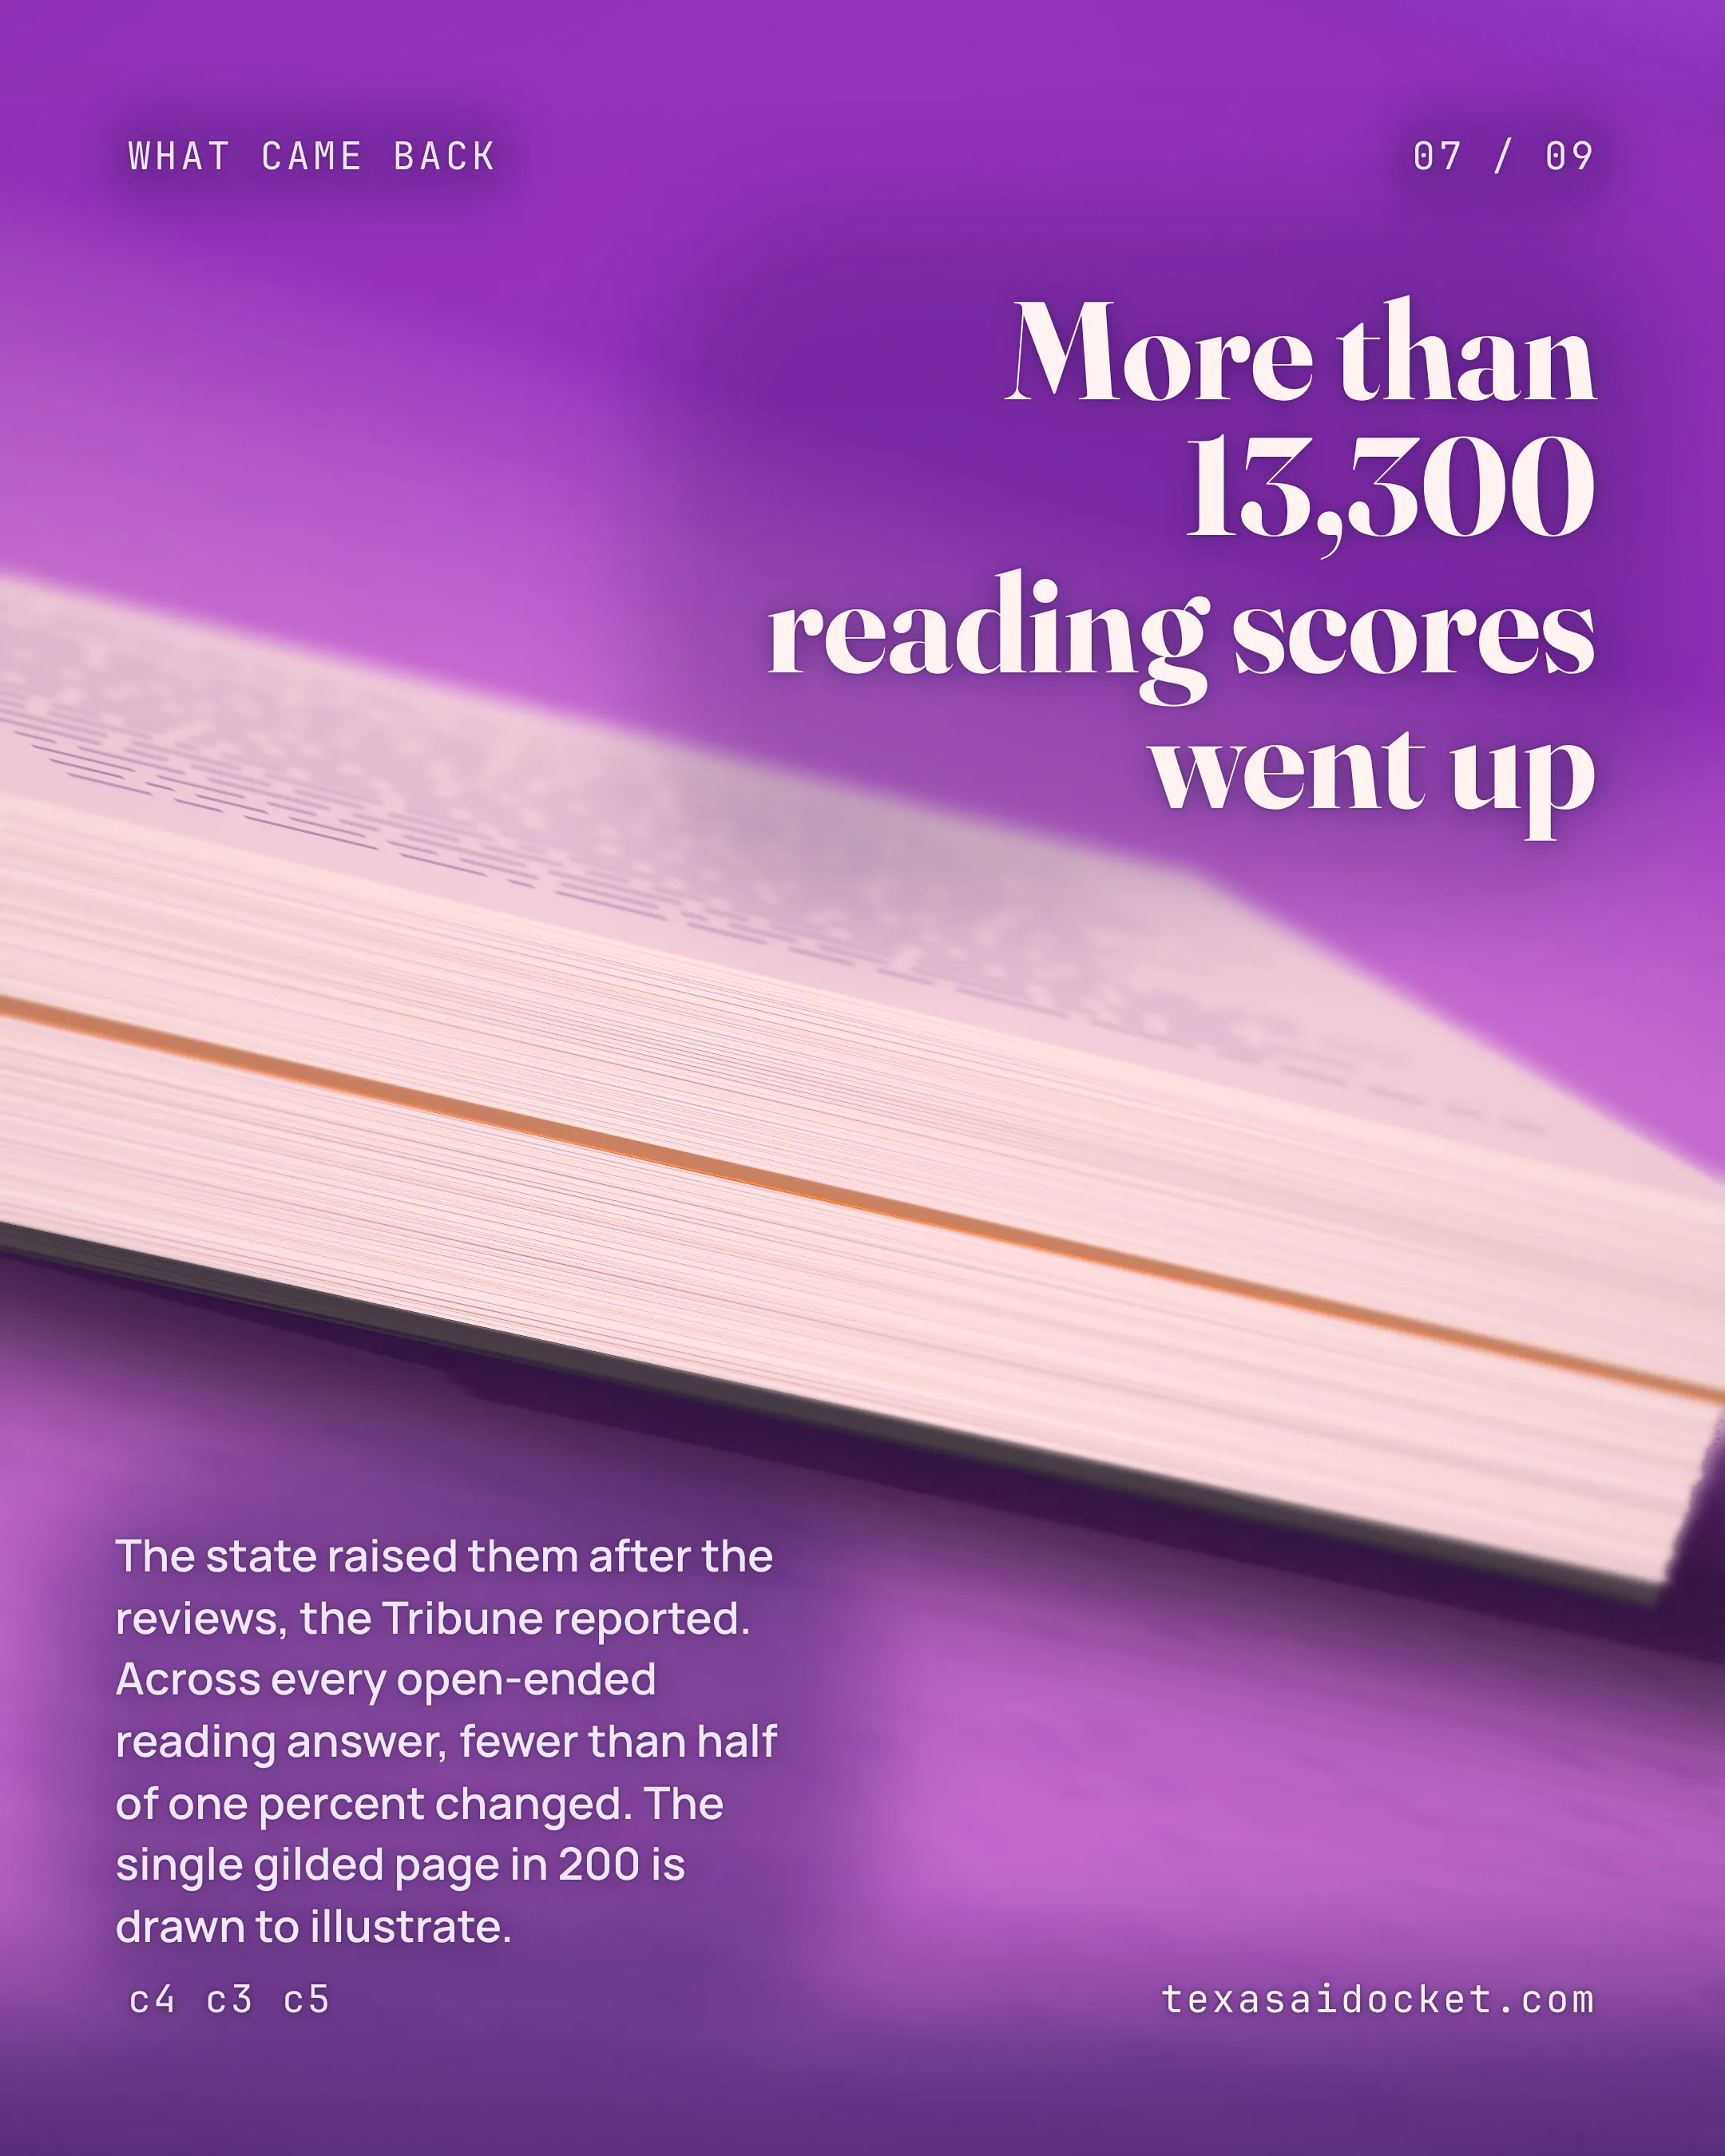 WHAT CAME BACK
07 / 09
More than
13,300
reading scores
went up
The state raised them after the
reviews, the Tribune reported.
Across every open-ended
reading answer, fewer than half
of one percent changed. The
single gilded page in 200 is
drawn to illustrate.
c4 c3 c5
texasaidocket.com